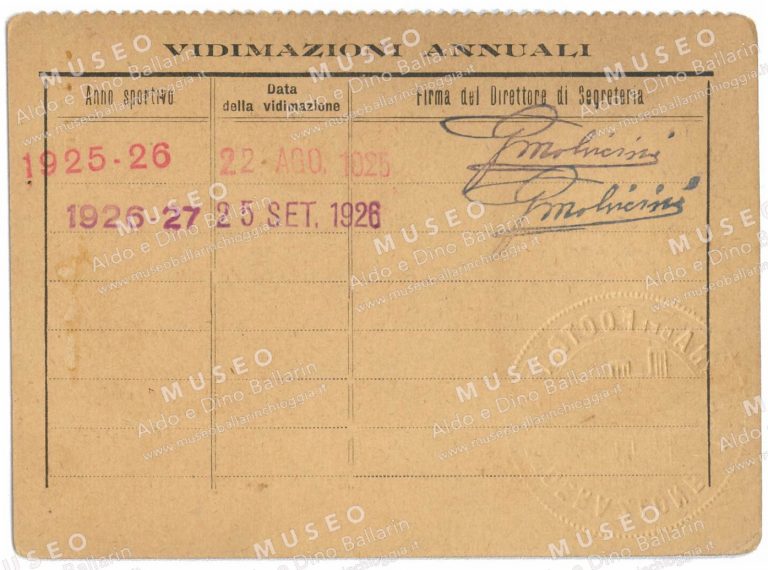 VIDIMAZIONI ANNUALI
Anno sportivo
Data della vidimazione
Firma del Direttore di Segreteria
1925-26 22 AGO. 1925
1926-27 25 SET. 1926
MUSEO
Aldo e Dino Ballarin
www.museoballarinchioggia.it